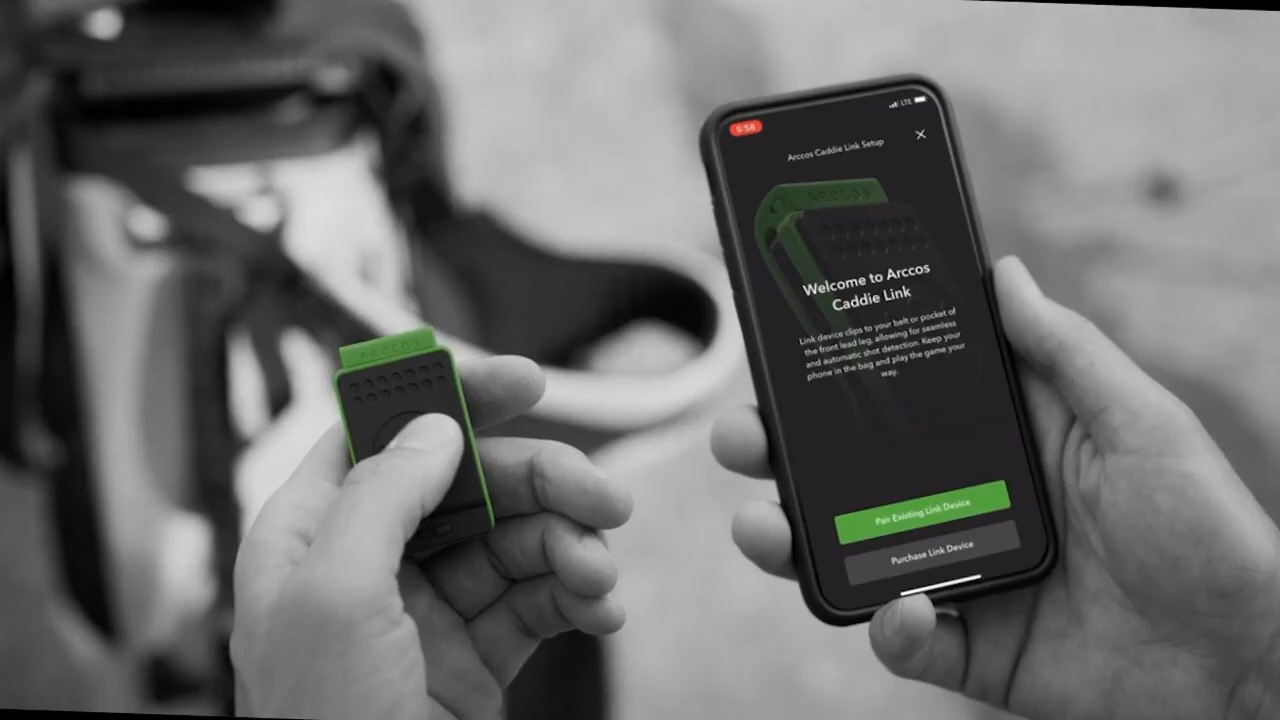 ARCCOS
5:58
LTE
Arccos Caddie Link Setup
ARCCOS
Welcome to Arccos
Caddie Link
Link device clips to your belt or pocket of
the front lead leg, allowing for seamless
and automatic shot detection. Keep your
phone in the bag and play the game your
way.
Pair Existing Link Device
Purchase Link Device